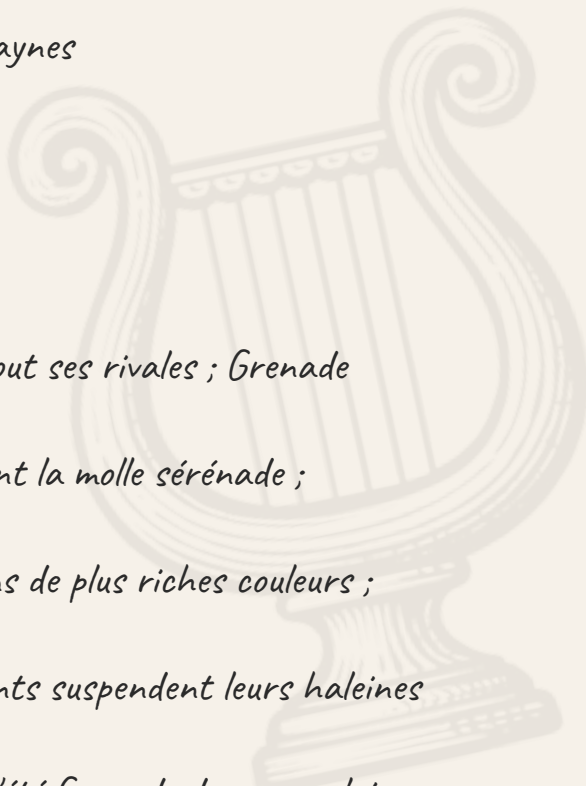 aynes
out ses rivales ; Grenade
nt la molle sérénade ;
s de plus riches couleurs ;
nts suspendent leurs haleines